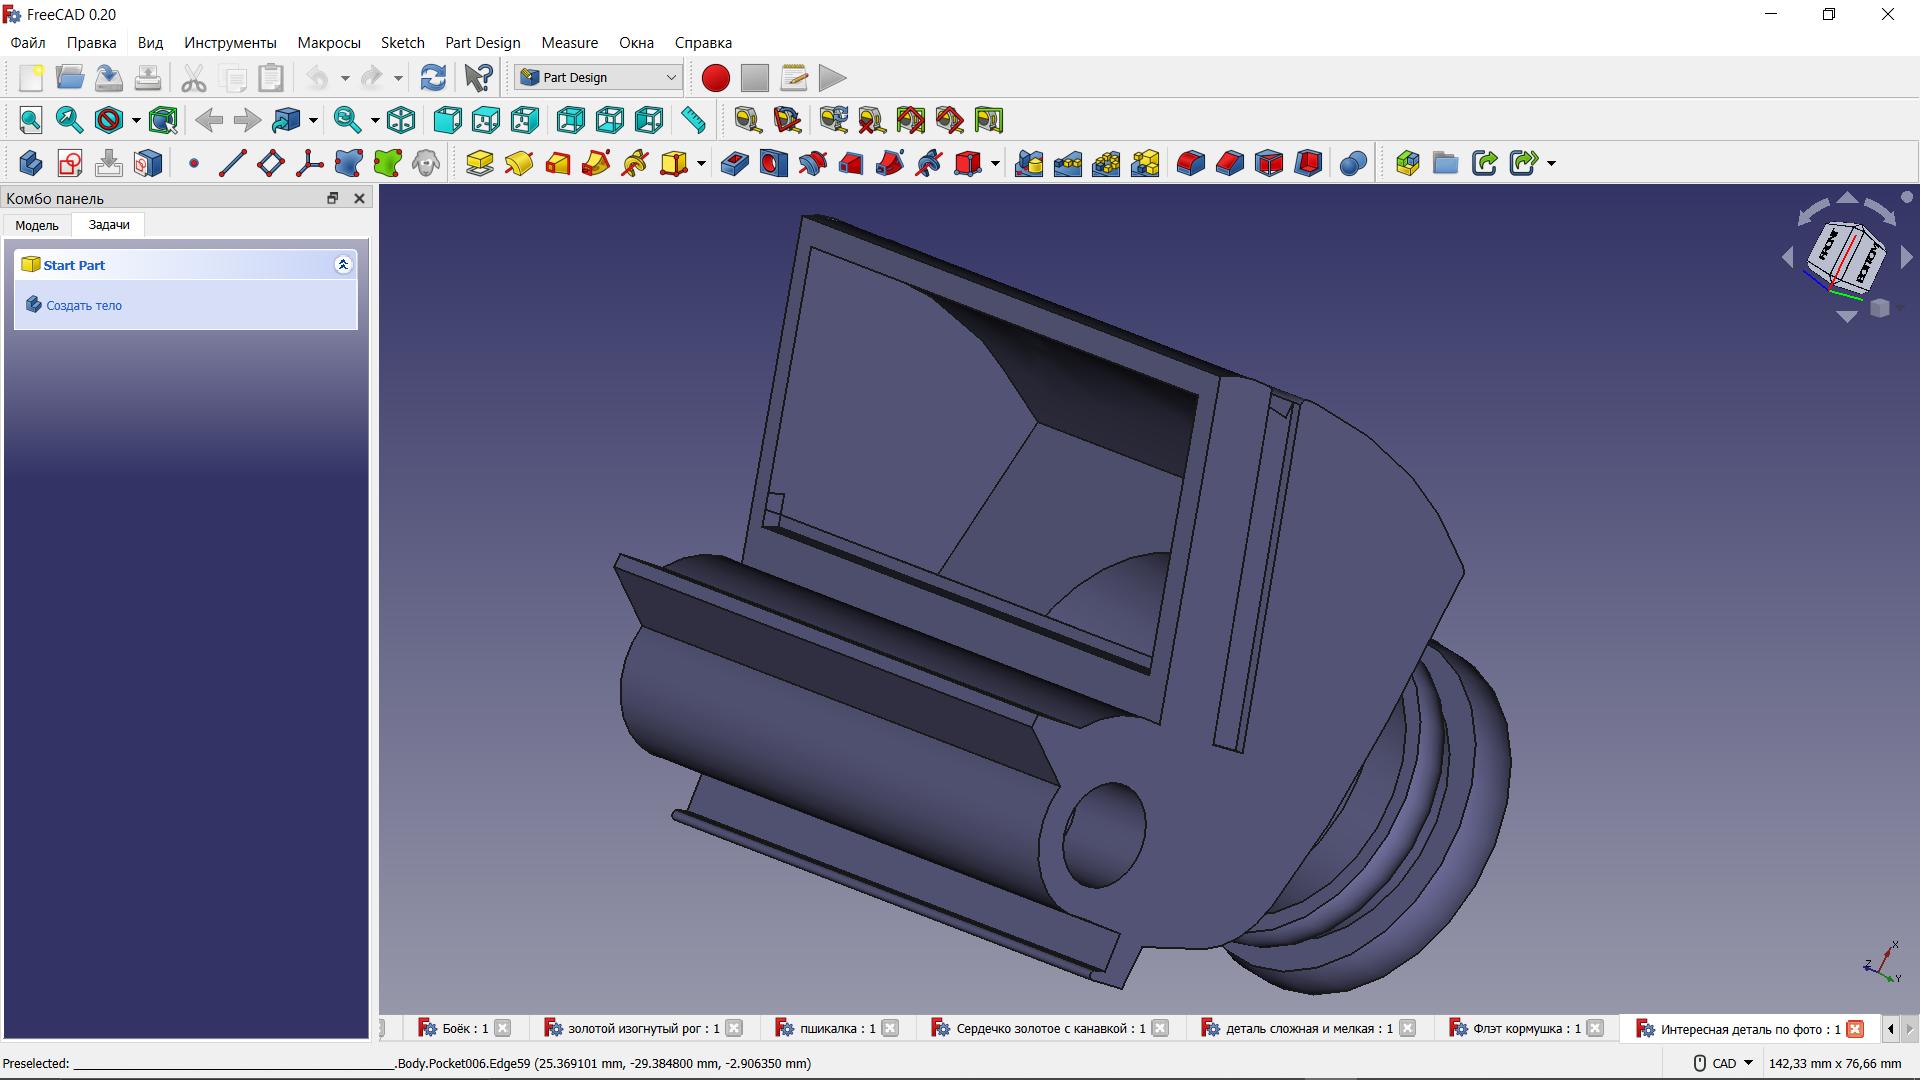 FreeCAD 0.20
Файл Правка Вид Инструменты Макросы Sketch Part Design Measure Окна Справка
Part Design
Комбо панель
Модель Задачи
Start Part
Создать тело
FRONT BOTTOM
X
Z
Y
Боёк : 1 золотой изогнутый рог : 1 пшикалка : 1 Сердечко золотое с канавкой : 1 деталь сложная и мелкая : 1 Флэт кормушка : 1 Интересная деталь по фото : 1
Preselected: ________________________________________.Body.Pocket006.Edge59 (25.369101 mm, -29.384800 mm, -2.906350 mm) CAD 142,33 mm x 76,66 mm